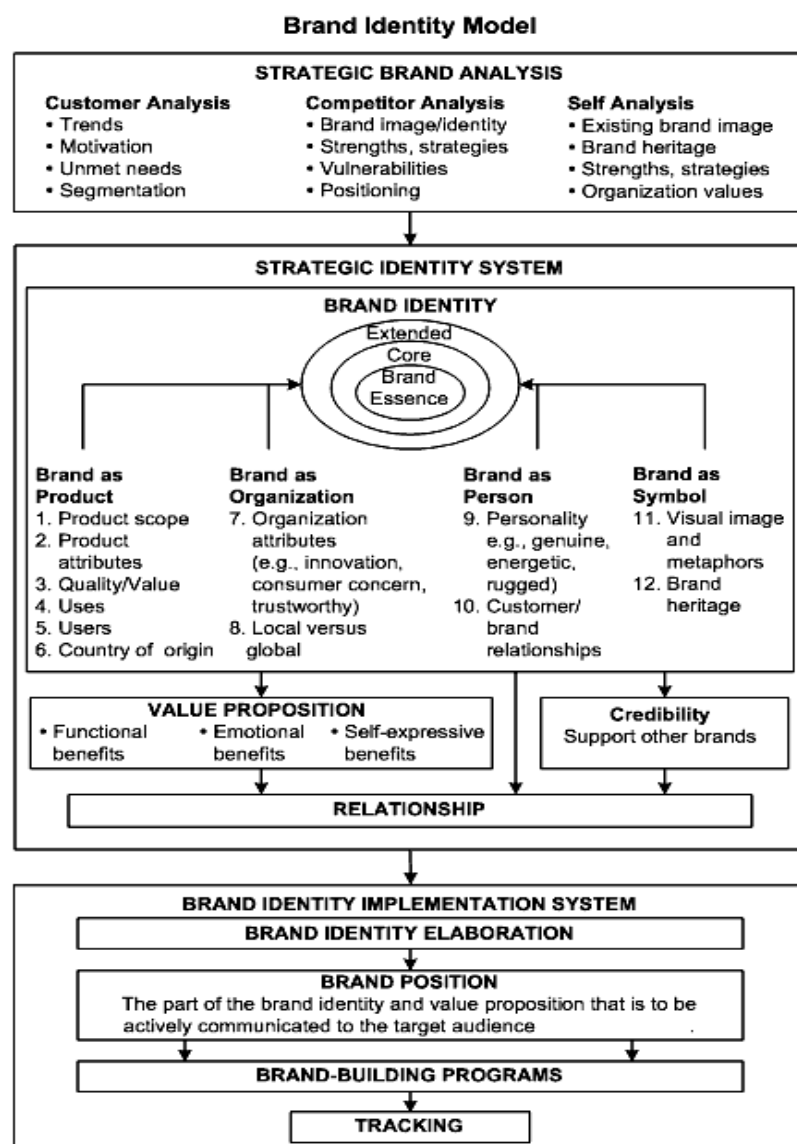 Brand Identity Model
STRATEGIC BRAND ANALYSIS
Customer Analysis
• Trends
• Motivation
• Unmet needs
• Segmentation
Competitor Analysis
• Brand image/identity
• Strengths, strategies
• Vulnerabilities
• Positioning
Self Analysis
• Existing brand image
• Brand heritage
• Strengths, strategies
• Organization values
STRATEGIC IDENTITY SYSTEM
BRAND IDENTITY
Extended
Core
Brand
Essence
Brand as
Product
1. Product scope
2. Product
attributes
3. Quality/Value
4. Uses
5. Users
6. Country of origin
Brand as
Organization
7. Organization
attributes
(e.g., innovation,
consumer concern,
trustworthy)
8. Local versus
global
Brand as
Person
9. Personality
e.g., genuine,
energetic,
rugged)
10. Customer/
brand
relationships
Brand as
Symbol
11. Visual image
and
metaphors
12. Brand
heritage
VALUE PROPOSITION
• Functional
benefits
• Emotional
benefits
• Self-expressive
benefits
Credibility
Support other brands
RELATIONSHIP
BRAND IDENTITY IMPLEMENTATION SYSTEM
BRAND IDENTITY ELABORATION
BRAND POSITION
The part of the brand identity and value proposition that is to be
actively communicated to the target audience .
BRAND-BUILDING PROGRAMS
TRACKING